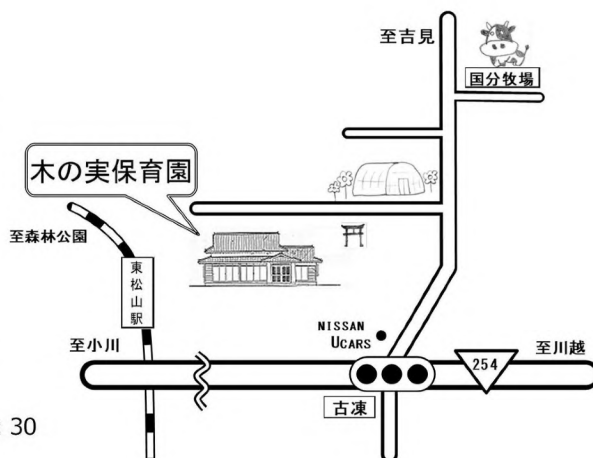 至吉見
国分牧場
木の実保育園
至森林公園
東松山駅
NISSAN
UCARS
至小川
254
至川越
古凍
30